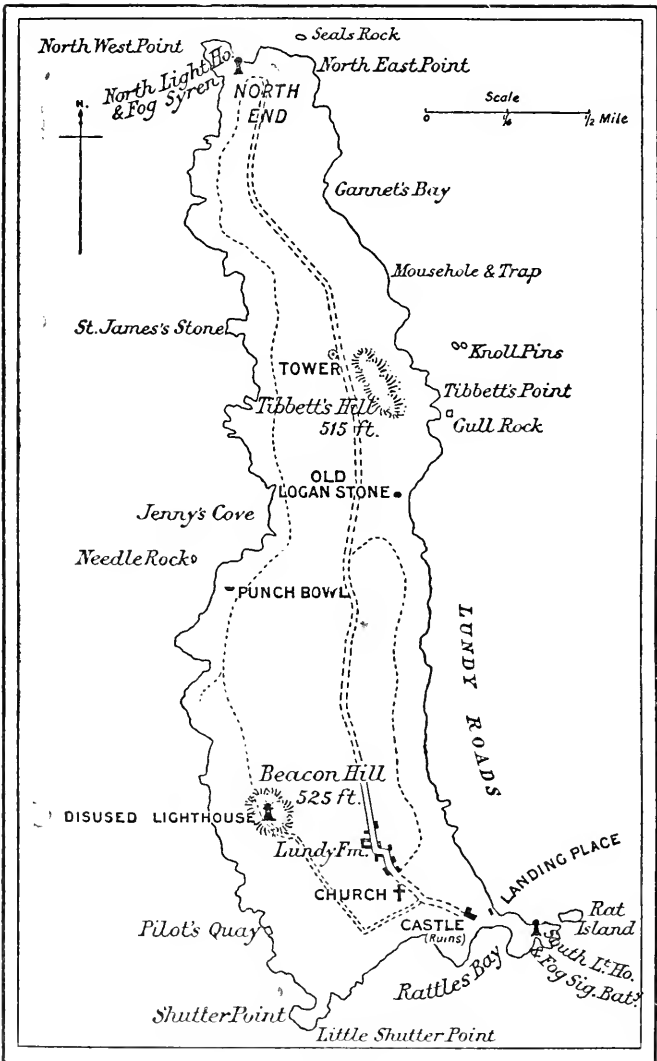 Seals Rock
North West Point
North East Point
North Light Ho.
& Fog Syren
NORTH
END
N.
Scale
0 ¼ ½ Mile
Gannet's Bay
Mousehole & Trap
St. James's Stone
Knoll Pins
TOWER
Tibbett's Point
Tibbett's Hill
515 ft.
Gull Rock
OLD
LOGAN STONE
Jenny's Cove
Needle Rock
PUNCH BOWL
LUNDY ROADS
Beacon Hill
525 ft.
DISUSED LIGHTHOUSE
Lundy Fm.
LANDING PLACE
CHURCH
CASTLE
(Ruins)
Rat
Island
Pilot's Quay
South Lt. Ho.
& Fog Sig. Baty.
Rattles Bay
Shutter Point
Little Shutter Point